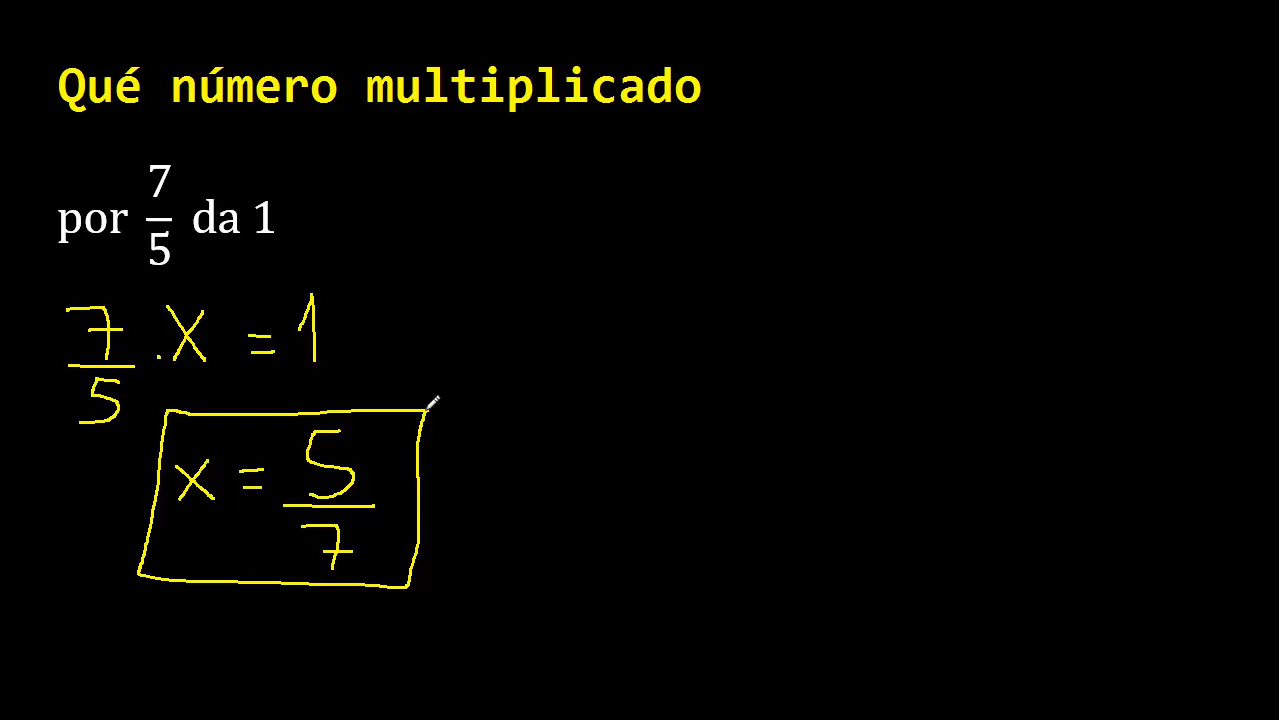 Qué número multiplicado
por 7/5 da 1
7/5 . X = 1
x = 5/7